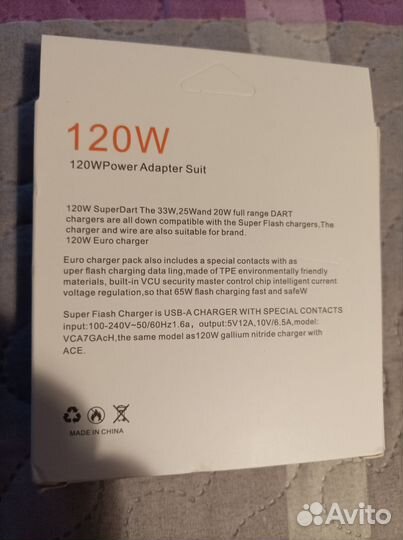 120W
120WPower Adapter Suit
120W SuperDart The 33W,25Wand 20W full range DART
chargers are all down compatible with the Super Flash chargers,The
charger and wire are also suitable for brand.
120W Euro charger
Euro charger pack also includes a special contacts with as
uper flash charging data ling,made of TPE environmentally friendly
materials, built-in VCU security master control chip intelligent current
voltage regulation,so that 65W flash charging fast and safeW
Super Fiash Charger is USB-A CHARGER WITH SPECIAL CONTACTS
input:100-240V~50/60Hz1.6a, output:5V12A,10V/6.5A,model:
VCA7GAcH,the same model as120W gallium nitride charger with
ACE.
MADE IN CHINA
Avito